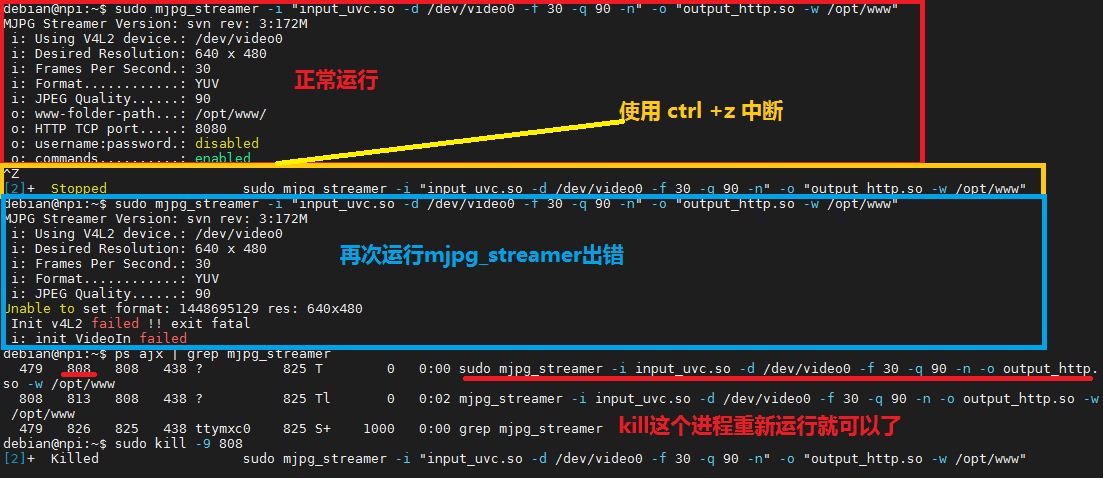 debian@npi:~$ sudo mjpg_streamer -i "input_uvc.so -d /dev/video0 -f 30 -q 90 -n" -o "output_http.so -w /opt/www"
MJPG Streamer Version: svn rev: 3:172M
i: Using V4L2 device.: /dev/video0
i: Desired Resolution: 640 x 480
i: Frames Per Second.: 30
i: Format............: YUV
正常运行
i: JPEG Quality......: 90
o: www-folder-path...: /opt/www/
使用 ctrl +z 中断
o: HTTP TCP port.....: 8080
o: username:password.: disabled
o: commands..........: enabled
^Z
[2]+  Stopped                 sudo mjpg_streamer -i "input_uvc.so -d /dev/video0 -f 30 -q 90 -n" -o "output_http.so -w /opt/www"
debian@npi:~$ sudo mjpg_streamer -i "input_uvc.so -d /dev/video0 -f 30 -q 90 -n" -o "output_http.so -w /opt/www"
MJPG Streamer Version: svn rev: 3:172M
i: Using V4L2 device.: /dev/video0
i: Desired Resolution: 640 x 480
再次运行mjpg_streamer出错
i: Frames Per Second.: 30
i: Format............: YUV
i: JPEG Quality......: 90
Unable to set format: 1448695129 res: 640x480
Init v4L2 failed !! exit fatal
i: init VideoIn failed
debian@npi:~$ ps ajx | grep mjpg_streamer
479   808   808   438 ?          825 T        0   0:00 sudo mjpg_streamer -i input_uvc.so -d /dev/video0 -f 30 -q 90 -n -o output_http.
so -w /opt/www
808   813   808   438 ?          825 Tl       0   0:02 mjpg_streamer -i input_uvc.so -d /dev/video0 -f 30 -q 90 -n -o output_http.so -w
/opt/www
479   826   825   438 ttymxc0    825 S+    1000   0:00 grep mjpg_streamer
kill这个进程重新运行就可以了
debian@npi:~$ sudo kill -9 808
[2]+  Killed                  sudo mjpg_streamer -i "input_uvc.so -d /dev/video0 -f 30 -q 90 -n" -o "output_http.so -w /opt/www"